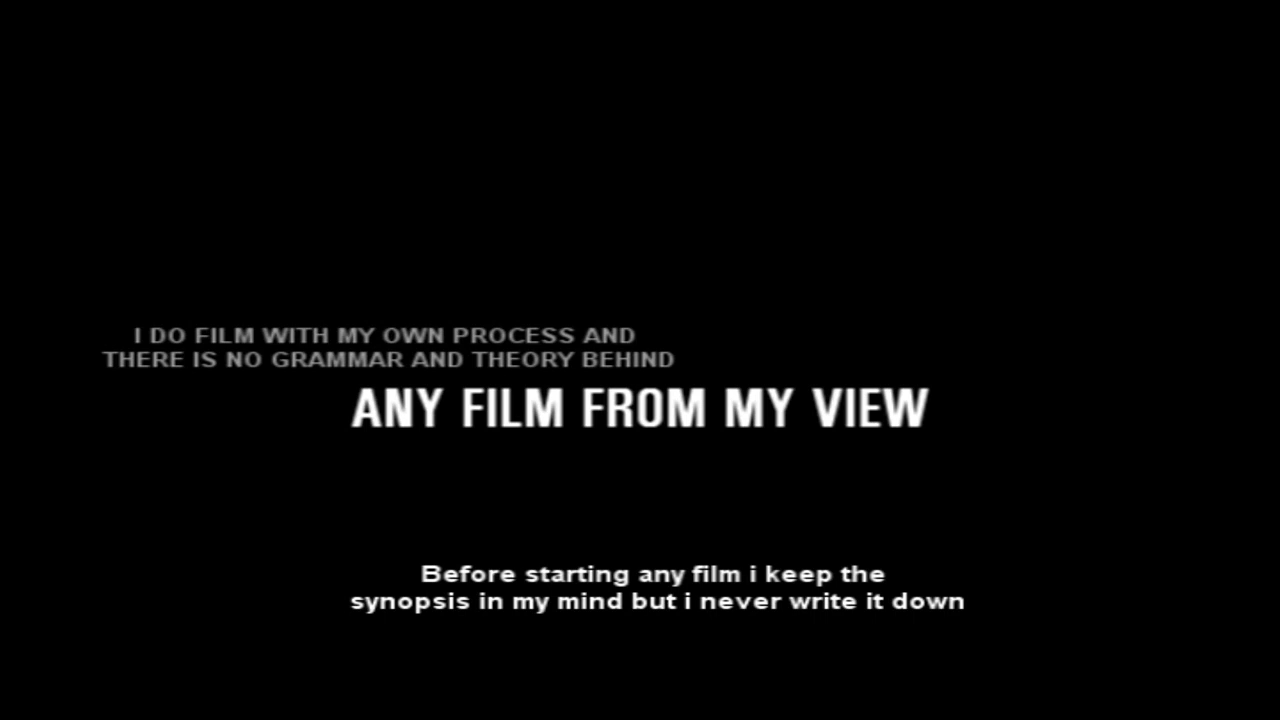 I DO FILM WITH MY OWN PROCESS AND
THERE IS NO GRAMMAR AND THEORY BEHIND
ANY FILM FROM MY VIEW
Before starting any film i keep the
synopsis in my mind but i never write it down